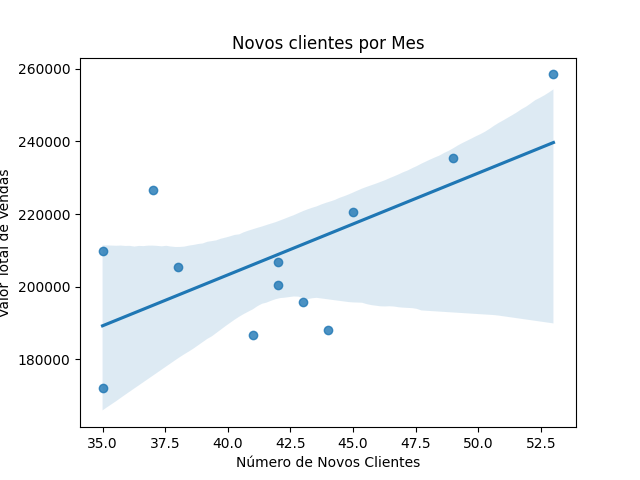 Novos clientes por Mes
260000
240000
220000
200000
180000
Valor Total de Vendas
35.0 37.5 40.0 42.5 45.0 47.5 50.0 52.5
Número de Novos Clientes